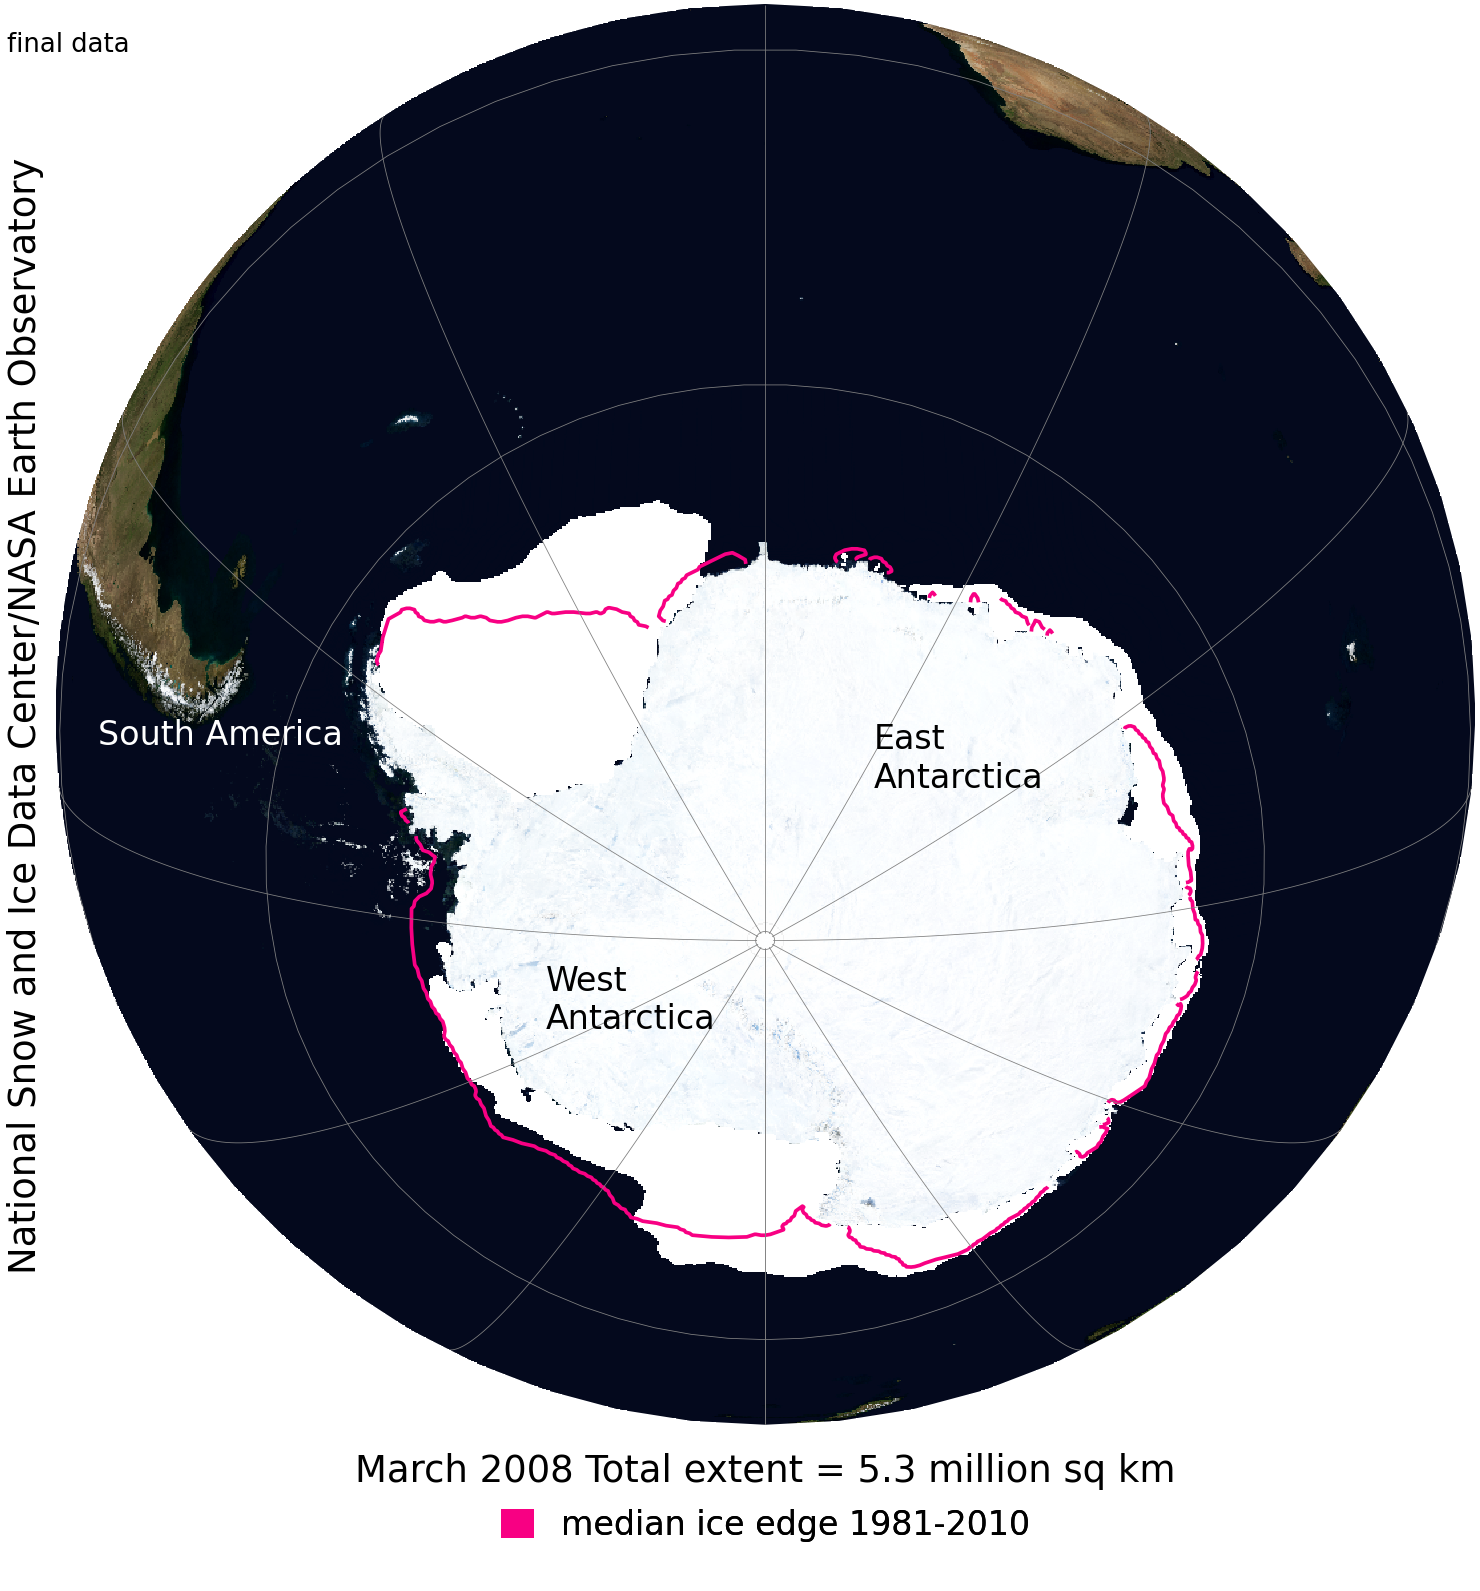 final data
National Snow and Ice Data Center/NASA Earth Observatory
South America
East
Antarctica
West
Antarctica
March 2008 Total extent = 5.3 million sq km
median ice edge 1981-2010